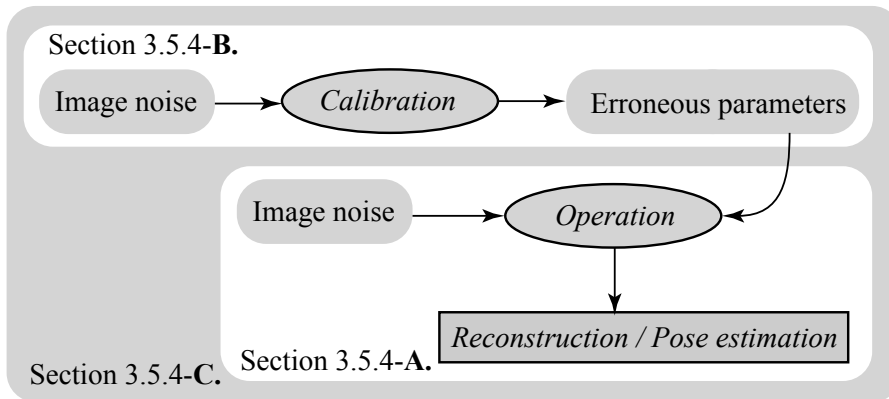 Section 3.5.4-B.
Image noise
Calibration
Erroneous parameters
Image noise
Operation
Reconstruction / Pose estimation
Section 3.5.4-A.
Section 3.5.4-C.